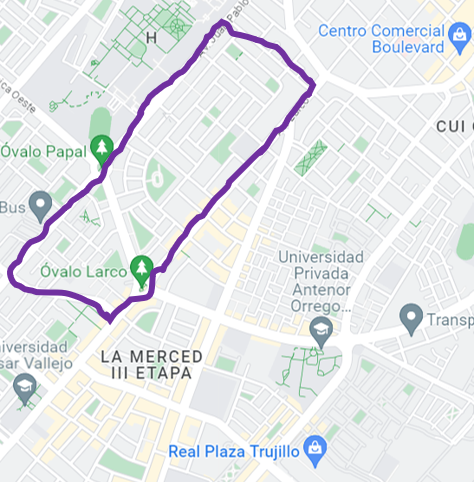 Centro Comercial
Boulevard
H
Av Juan Pablo
ca Oeste
CUI
Óvalo Papal
Bus
Óvalo Larco
Universidad
Privada
Antenor
Orrego...
Transp
LA MERCED
III ETAPA
iversidad
sar Vallejo
Real Plaza Trujillo